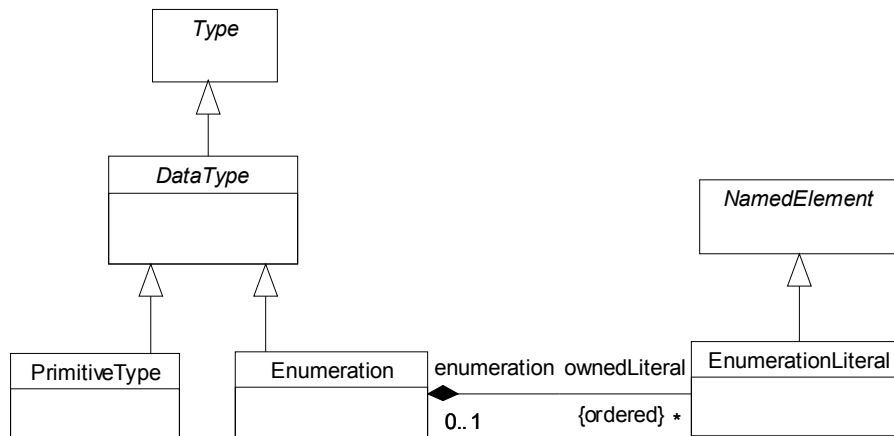 Type
DataType
NamedElement
PrimitiveType
Enumeration
enumeration ownedLiteral
EnumerationLiteral
0..1
{ordered} *